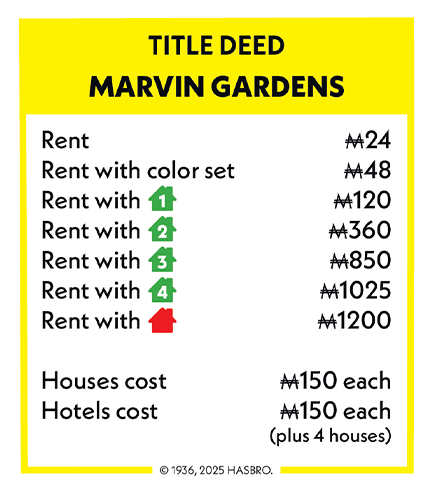 TITLE DEED
MARVIN GARDENS
Rent ₩24
Rent with color set ₩48
Rent with 1 ₩120
Rent with 2 ₩360
Rent with 3 ₩850
Rent with 4 ₩1025
Rent with ₩1200
Houses cost ₩150 each
Hotels cost ₩150 each
(plus 4 houses)
© 1936, 2025 HASBRO.